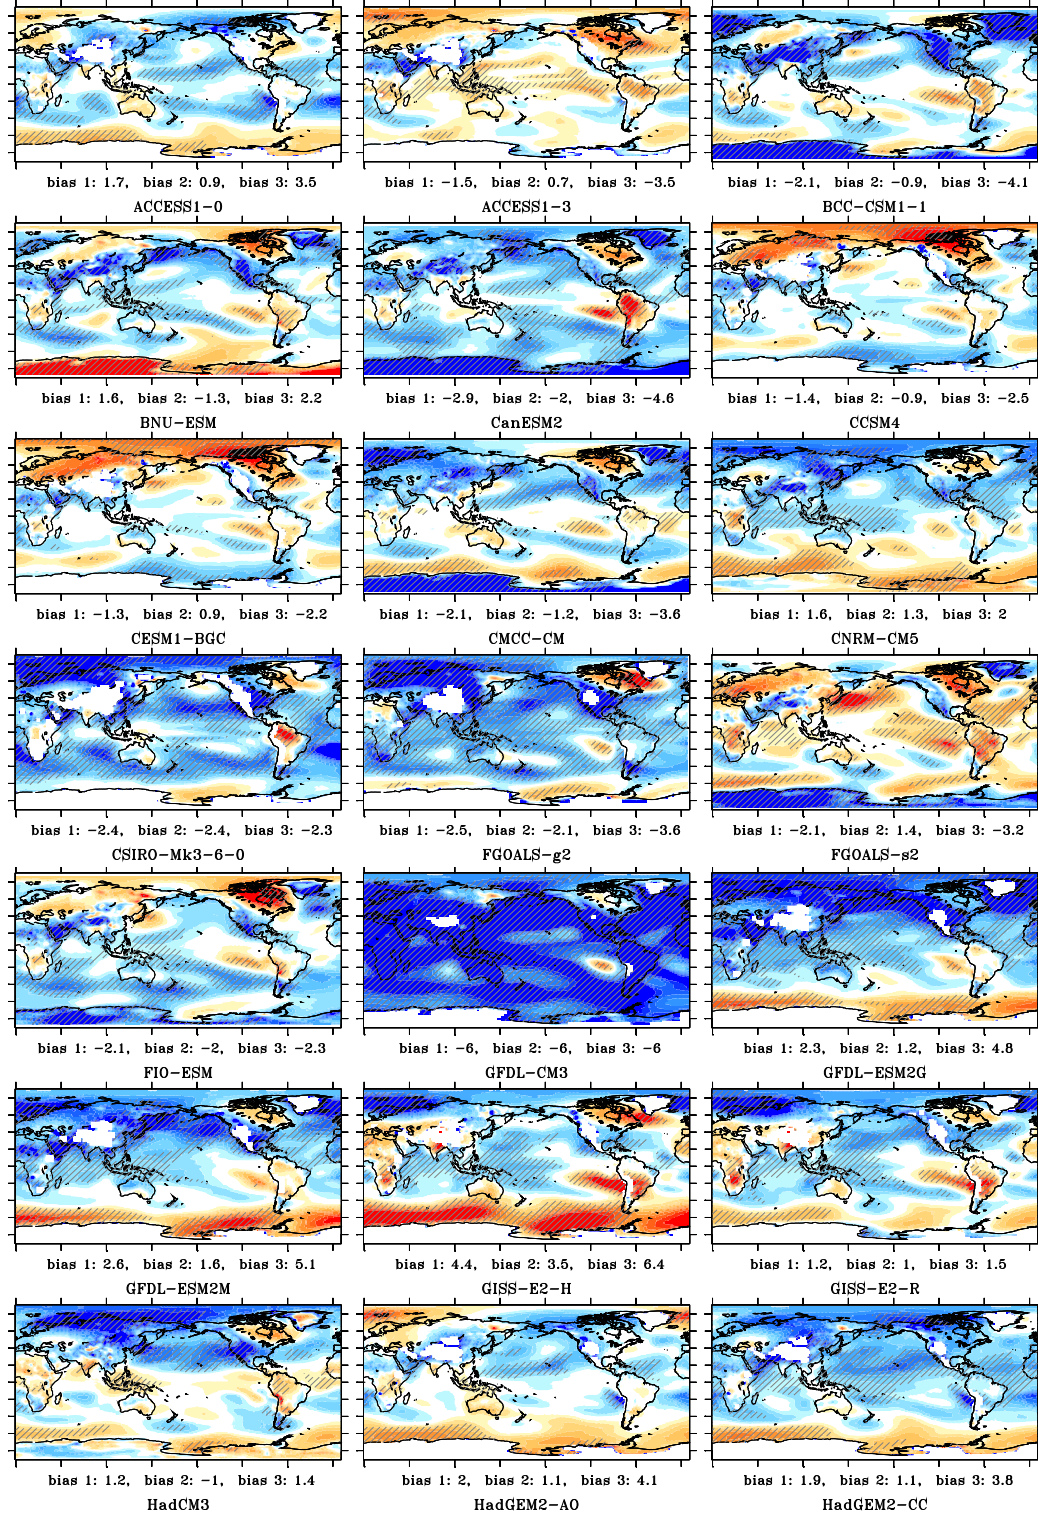 bias 1: 1.7, bias 2: 0.9, bias 3: 3.5
bias 1: −1.5, bias 2: 0.7, bias 3: −3.5
bias 1: −2.1, bias 2: −0.9, bias 3: −4.1
ACCESS1−0
ACCESS1−3
BCC−CSM1−1
bias 1: 1.6, bias 2: −1.3, bias 3: 2.2
bias 1: −2.9, bias 2: −2, bias 3: −4.6
bias 1: −1.4, bias 2: −0.9, bias 3: −2.5
BNU−ESM
CanESM2
CCSM4
bias 1: −1.3, bias 2: 0.9, bias 3: −2.2
bias 1: −2.1, bias 2: −1.2, bias 3: −3.6
bias 1: 1.6, bias 2: 1.3, bias 3: 2
CESM1−BGC
CMCC−CM
CNRM−CM5
bias 1: −2.4, bias 2: −2.4, bias 3: −2.3
bias 1: −2.5, bias 2: −2.1, bias 3: −3.6
bias 1: −2.1, bias 2: 1.4, bias 3: −3.2
CSIRO−Mk3−6−0
FGOALS−g2
FGOALS−s2
bias 1: −2.1, bias 2: −2, bias 3: −2.3
bias 1: −6, bias 2: −6, bias 3: −6
bias 1: 2.3, bias 2: 1.2, bias 3: 4.8
FIO−ESM
GFDL−CM3
GFDL−ESM2G
bias 1: 2.6, bias 2: 1.6, bias 3: 5.1
bias 1: 4.4, bias 2: 3.5, bias 3: 6.4
bias 1: 1.2, bias 2: 1, bias 3: 1.5
GFDL−ESM2M
GISS−E2−H
GISS−E2−R
bias 1: 1.2, bias 2: −1, bias 3: 1.4
bias 1: 2, bias 2: 1.1, bias 3: 4.1
bias 1: 1.9, bias 2: 1.1, bias 3: 3.8
HadCM3
HadGEM2−AO
HadGEM2−CC